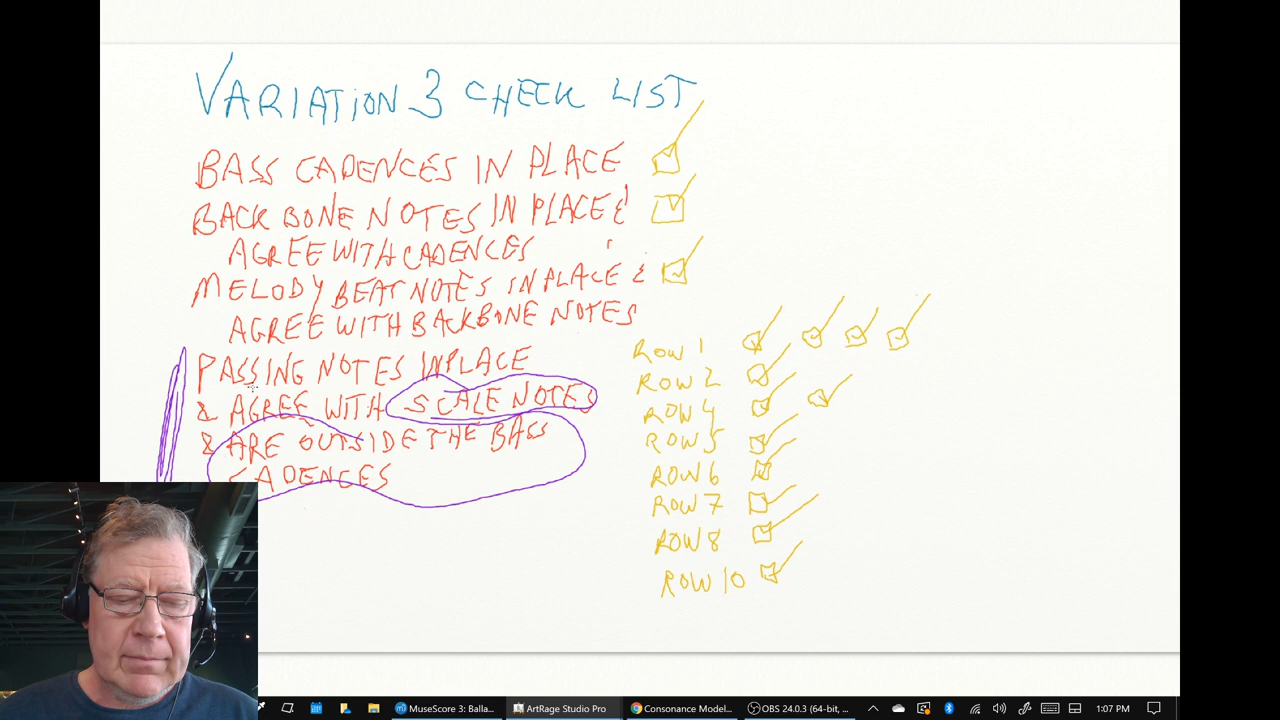 VARIATION 3 CHECK LIST
BASS CADENCES IN PLACE
BACK BONE NOTES IN PLACE &
AGREE WITH CADENCES
MELODY BEAT NOTES IN PLACE &
AGREE WITH BACKBONE NOTES
PASSING NOTES IN PLACE
& AGREE WITH SCALE NOTES
& ARE OUTSIDE THE BASS
CADENCES
ROW 1
ROW 2
ROW 4
ROW 5
ROW 6
ROW 7
ROW 8
ROW 10
MuseScore 3: Balla...
ArtRage Studio Pro
Consonance Model...
OBS 24.0.3 (64-bit, ...
1:07 PM